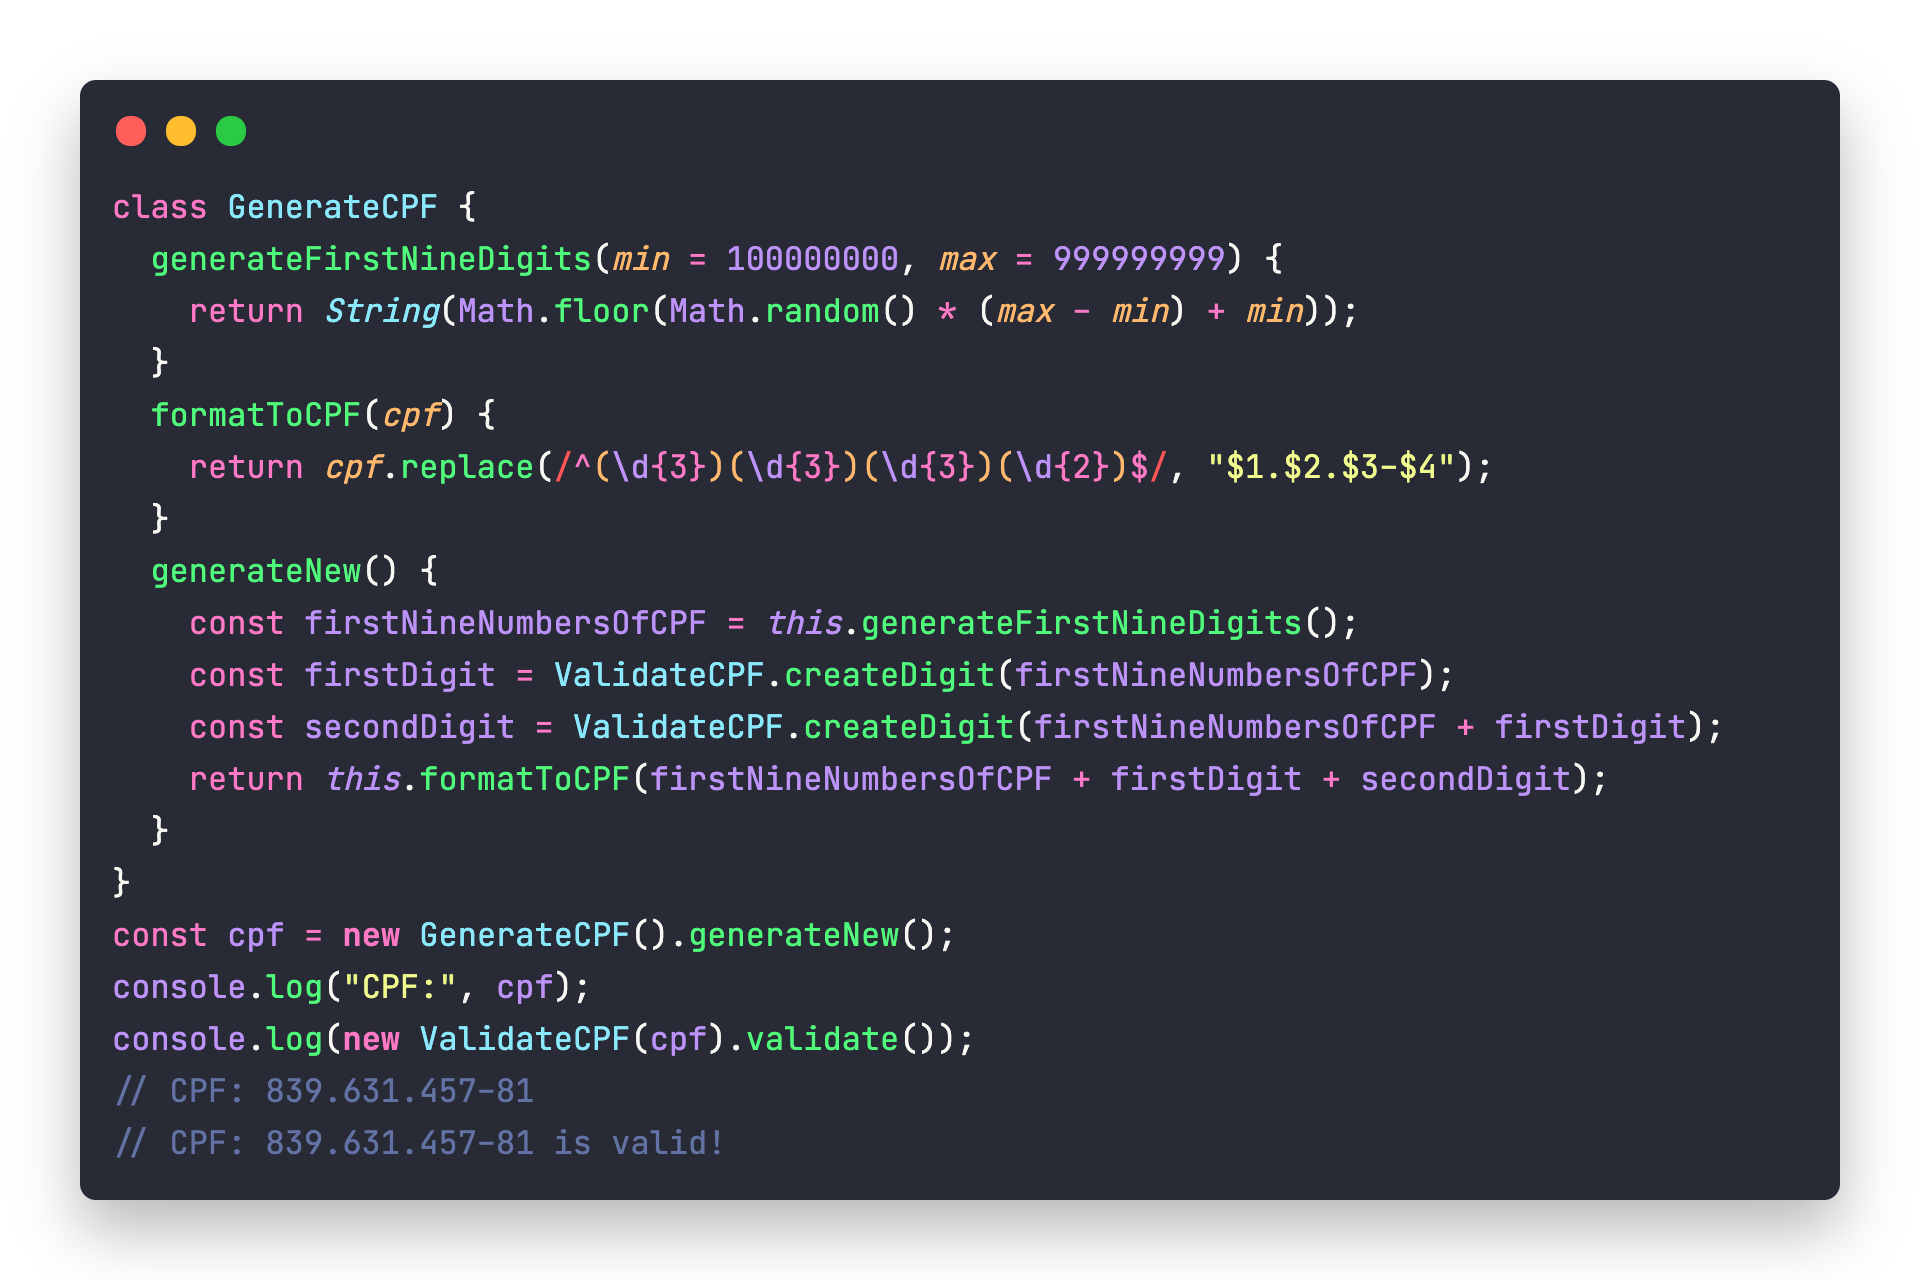 class GenerateCPF {
  generateFirstNineDigits(min = 100000000, max = 999999999) {
    return String(Math.floor(Math.random() * (max - min) + min));
  }
  formatToCPF(cpf) {
    return cpf.replace(/^(\d{3})(\d{3})(\d{3})(\d{2})$/, "$1.$2.$3-$4");
  }
  generateNew() {
    const firstNineNumbersOfCPF = this.generateFirstNineDigits();
    const firstDigit = ValidateCPF.createDigit(firstNineNumbersOfCPF);
    const secondDigit = ValidateCPF.createDigit(firstNineNumbersOfCPF + firstDigit);
    return this.formatToCPF(firstNineNumbersOfCPF + firstDigit + secondDigit);
  }
}
const cpf = new GenerateCPF().generateNew();
console.log("CPF:", cpf);
console.log(new ValidateCPF(cpf).validate());
// CPF: 839.631.457-81
// CPF: 839.631.457-81 is valid!